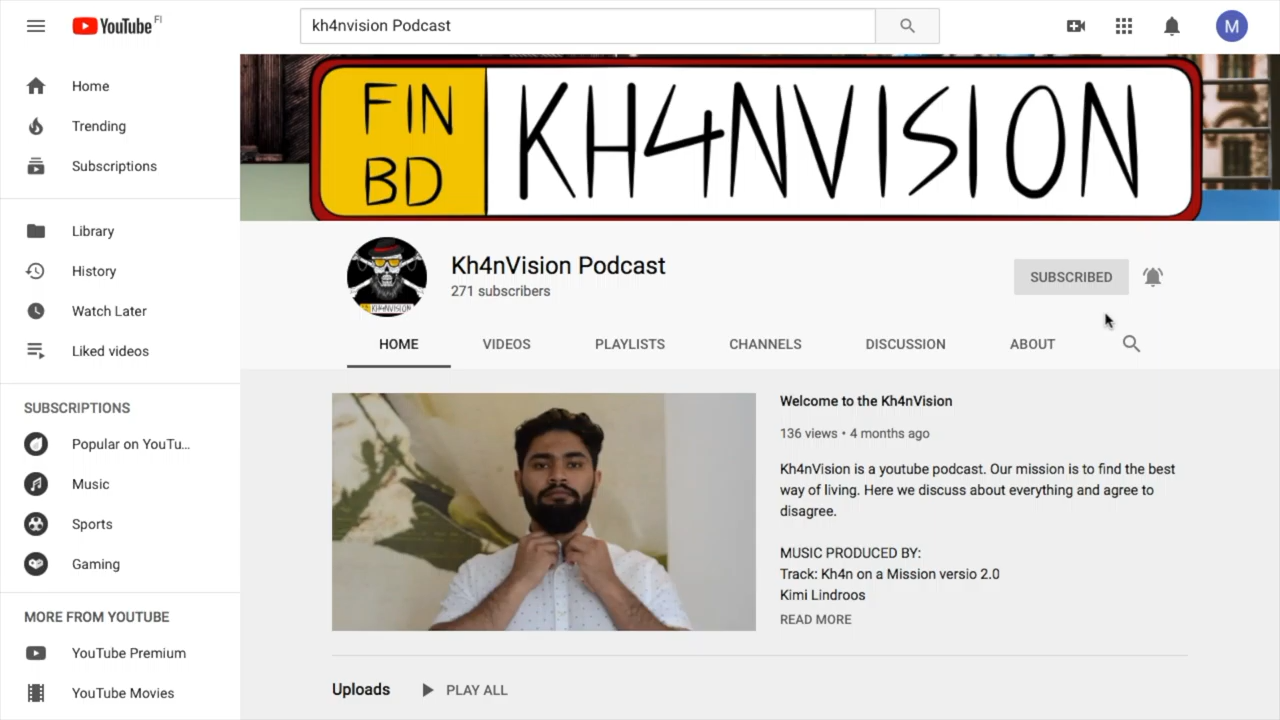 YouTube FI
kh4nvision Podcast
M
Home
Trending
Subscriptions
Library
History
Watch Later
Liked videos
SUBSCRIPTIONS
Popular on YouTu...
Music
Sports
Gaming
MORE FROM YOUTUBE
YouTube Premium
YouTube Movies
FIN
BD
KH4NVISION
KH4NVISION
Kh4nVision Podcast
271 subscribers
SUBSCRIBED
HOME
VIDEOS
PLAYLISTS
CHANNELS
DISCUSSION
ABOUT
Welcome to the Kh4nVision
136 views • 4 months ago
Kh4nVision is a youtube podcast. Our mission is to find the best
way of living. Here we discuss about everything and agree to
disagree.
MUSIC PRODUCED BY:
Track: Kh4n on a Mission versio 2.0
Kimi Lindroos
READ MORE
Uploads
PLAY ALL